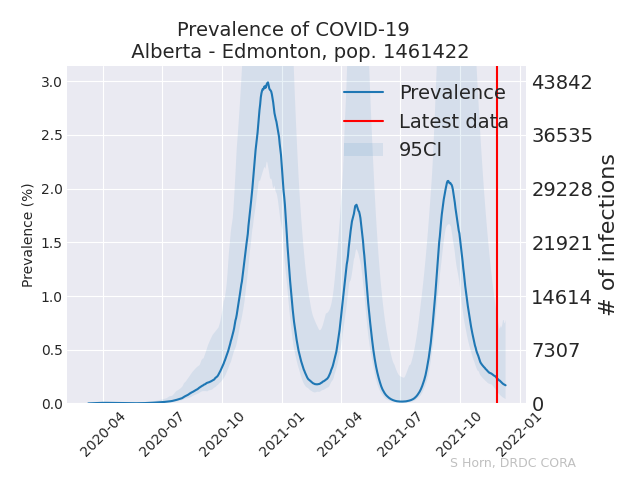 Prevalence of COVID-19
Alberta - Edmonton, pop. 1461422
Prevalence (%)
3.0
2.5
2.0
1.5
1.0
0.5
0.0
Prevalence
Latest data
95CI
43842
36535
29228
21921
14614
7307
0
# of infections
2020-04
2020-07
2020-10
2021-01
2021-04
2021-07
2021-10
2022-01
S Horn, DRDC CORA